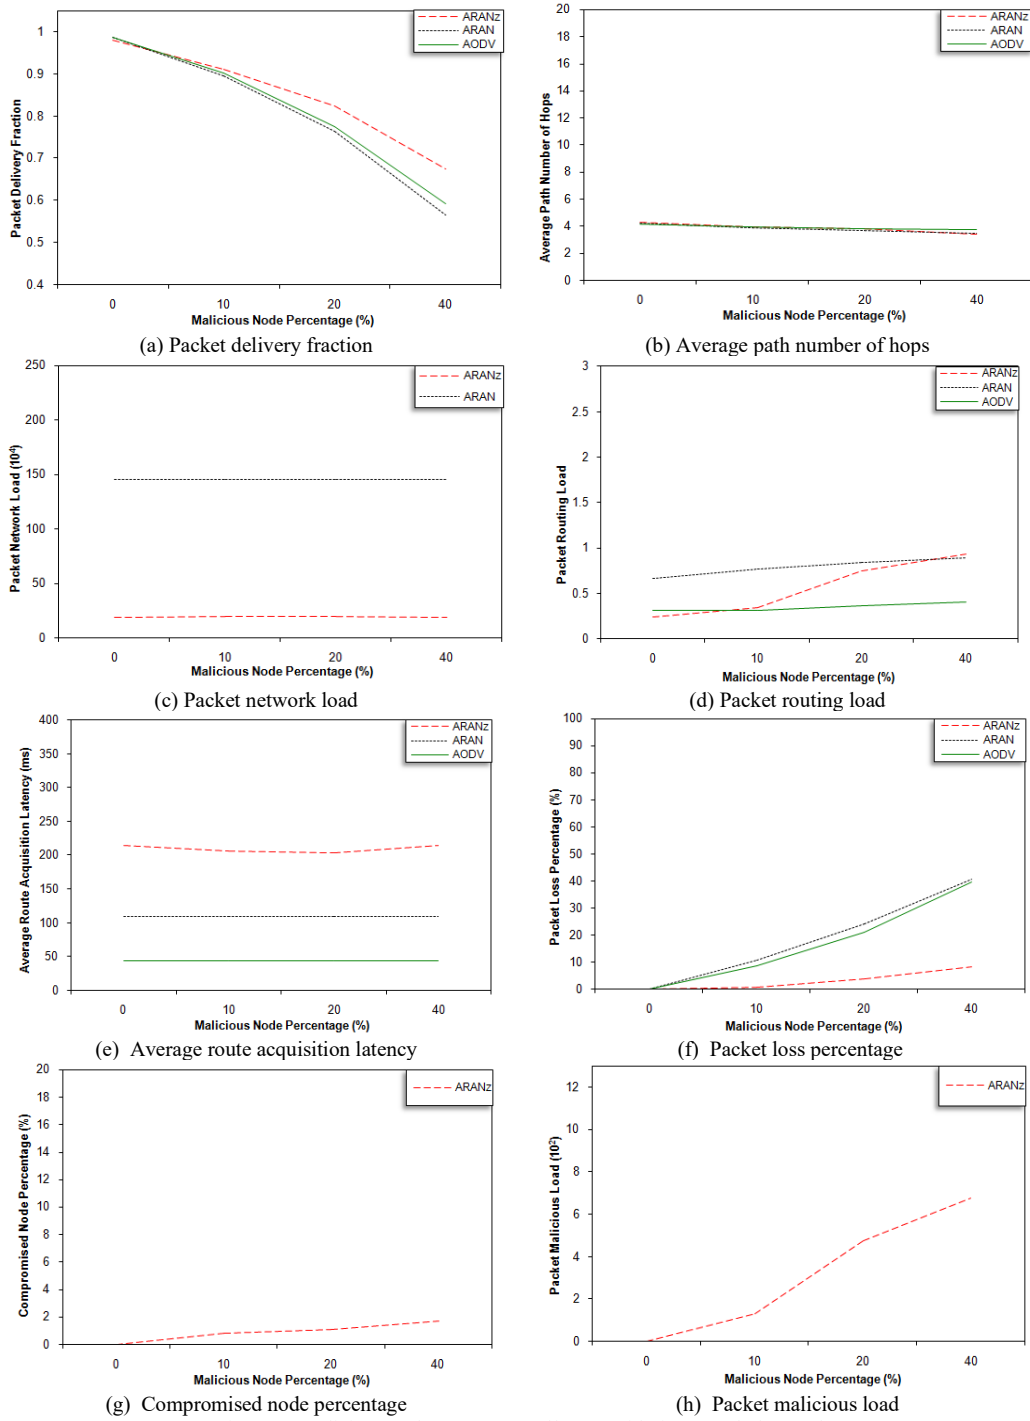 ARANz
ARAN
AODV
Packet Delivery Fraction
1
0.9
0.8
0.7
0.6
0.5
0.4
0 10 20 40
Malicious Node Percentage (%)
(a) Packet delivery fraction
ARANz
ARAN
AODV
Average Path Number of Hops
20
18
16
14
12
10
8
6
4
2
0
0 10 20 40
Malicious Node Percentage (%)
(b) Average path number of hops
ARANz
ARAN
Packet Network Load (10⁴)
250
200
150
100
50
0
0 10 20 40
Malicious Node Percentage (%)
(c) Packet network load
ARANz
ARAN
AODV
Packet Routing Load
3
2.5
2
1.5
1
0.5
0
0 10 20 40
Malicious Node Percentage (%)
(d) Packet routing load
ARANz
ARAN
AODV
Average Route Acquisition Latency (ms)
400
350
300
250
200
150
100
50
0
0 10 20 40
Malicious Node Percentage (%)
(e) Average route acquisition latency
ARANz
ARAN
AODV
Packet Loss Percentage (%)
100
90
80
70
60
50
40
30
20
10
0
0 10 20 40
Malicious Node Percentage (%)
(f) Packet loss percentage
ARANz
Compromised Node Percentage (%)
20
18
16
14
12
10
8
6
4
2
0
0 10 20 40
Malicious Node Percentage (%)
(g) Compromised node percentage
ARANz
Packet Malicious Load (10²)
12
10
8
6
4
2
0
0 10 20 40
Malicious Node Percentage (%)
(h) Packet malicious load